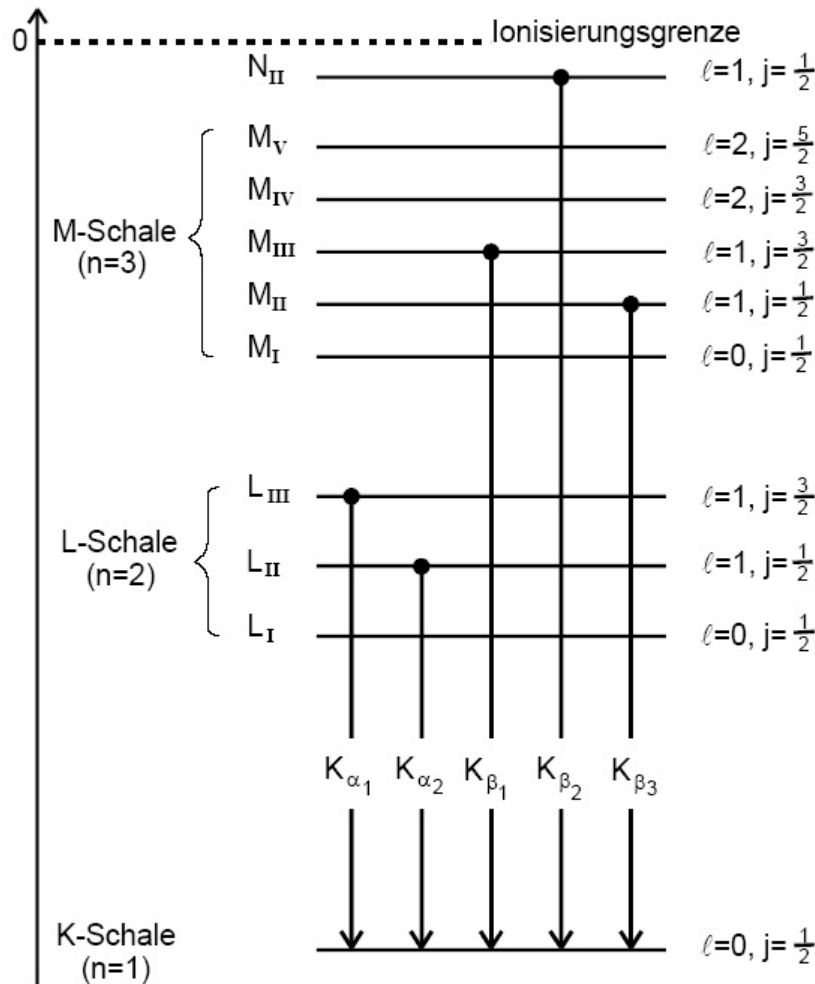 0
Ionisierungsgrenze
N_II ℓ=1, j=1/2
M_V ℓ=2, j=5/2
M_IV ℓ=2, j=3/2
M-Schale
(n=3)
M_III ℓ=1, j=3/2
M_II ℓ=1, j=1/2
M_I ℓ=0, j=1/2
L_III ℓ=1, j=3/2
L-Schale
(n=2)
L_II ℓ=1, j=1/2
L_I ℓ=0, j=1/2
K_α1 K_α2 K_β1 K_β2 K_β3
K-Schale
(n=1)
ℓ=0, j=1/2